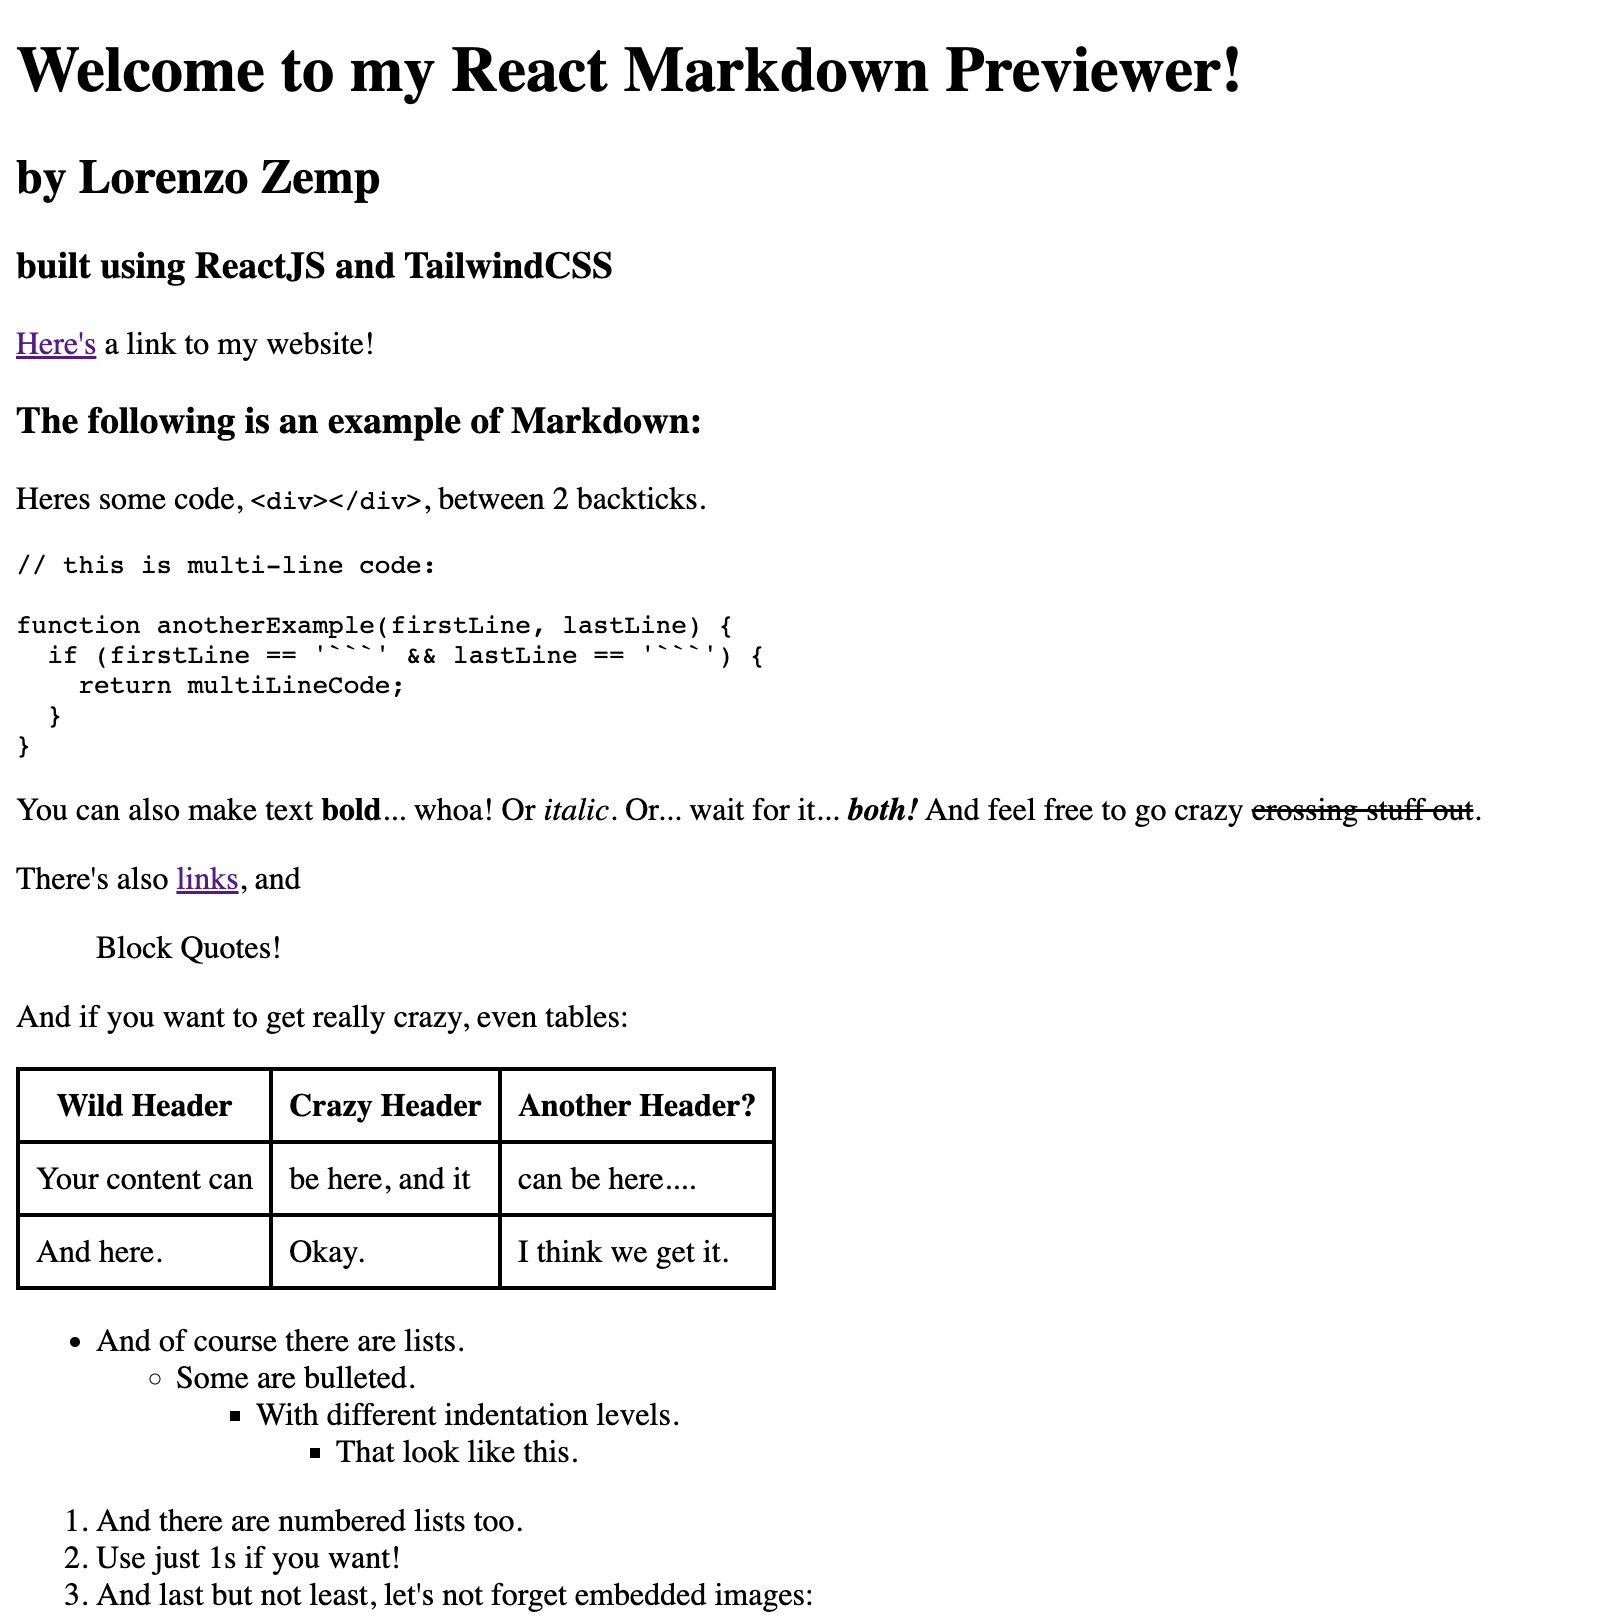 Welcome to my React Markdown Previewer!
by Lorenzo Zemp
built using ReactJS and TailwindCSS
Here's a link to my website!
The following is an example of Markdown:
Heres some code, <div></div>, between 2 backticks.
// this is multi-line code:
function anotherExample(firstLine, lastLine) {
  if (firstLine == '```' && lastLine == '```') {
    return multiLineCode;
  }
}
You can also make text bold... whoa! Or italic. Or... wait for it... both! And feel free to go crazy crossing stuff out.
There's also links, and
Block Quotes!
And if you want to get really crazy, even tables:
Wild Header Crazy Header Another Header?
Your content can be here, and it can be here....
And here. Okay. I think we get it.
• And of course there are lists.
◦ Some are bulleted.
▪ With different indentation levels.
▪ That look like this.
1. And there are numbered lists too.
2. Use just 1s if you want!
3. And last but not least, let's not forget embedded images: